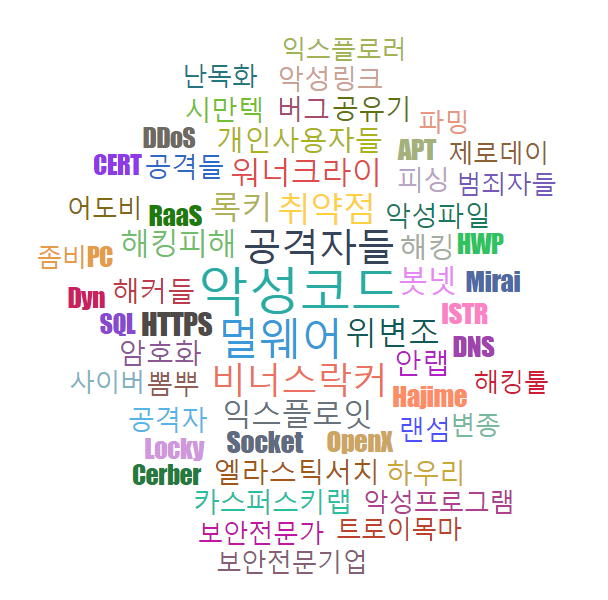 익스플로러
난독화 악성링크
시만텍 버그 공유기 파밍
DDoS 개인사용자들 APT 제로데이
CERT 공격들 워너크라이 피싱 범죄자들
어도비 RaaS 록키 취약점 악성파일
좀비PC 해킹피해 공격자들 해킹 HWP
Dyn 해커들 악성코드 봇넷 Mirai
SQL HTTPS 멀웨어 위변조 ISTR
암호화 안랩 DNS
사이버 뽐뿌 비너스락커 Hajime 해킹툴
공격자 익스플로잇 랜섬 변종
Locky Socket OpenX
Cerber 엘라스틱서치 하우리
카스퍼스키랩 악성프로그램
보안전문가 트로이목마
보안전문기업